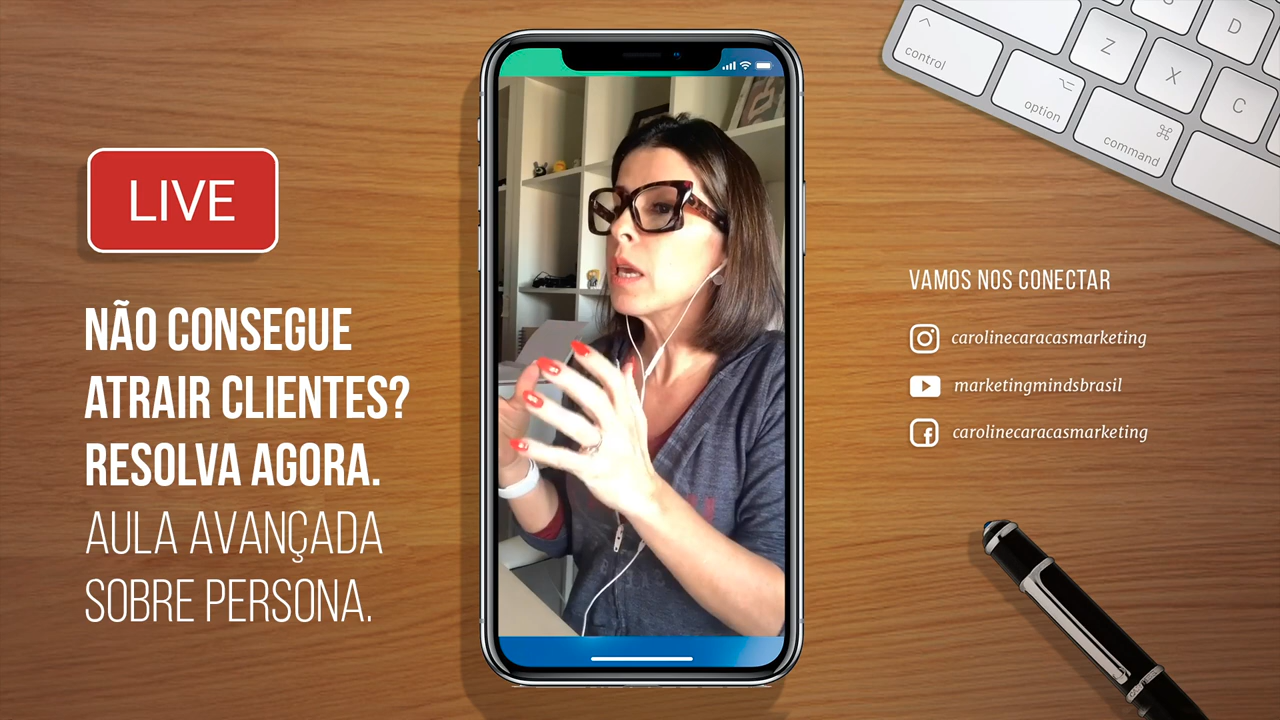 LIVE
NÃO CONSEGUE
ATRAIR CLIENTES?
RESOLVA AGORA.
AULA AVANÇADA
SOBRE PERSONA.
VAMOS NOS CONECTAR
carolinecaracasmarketing
marketingmindsbrasil
carolinecaracasmarketing
S
D
Z
X
C
control
option
command